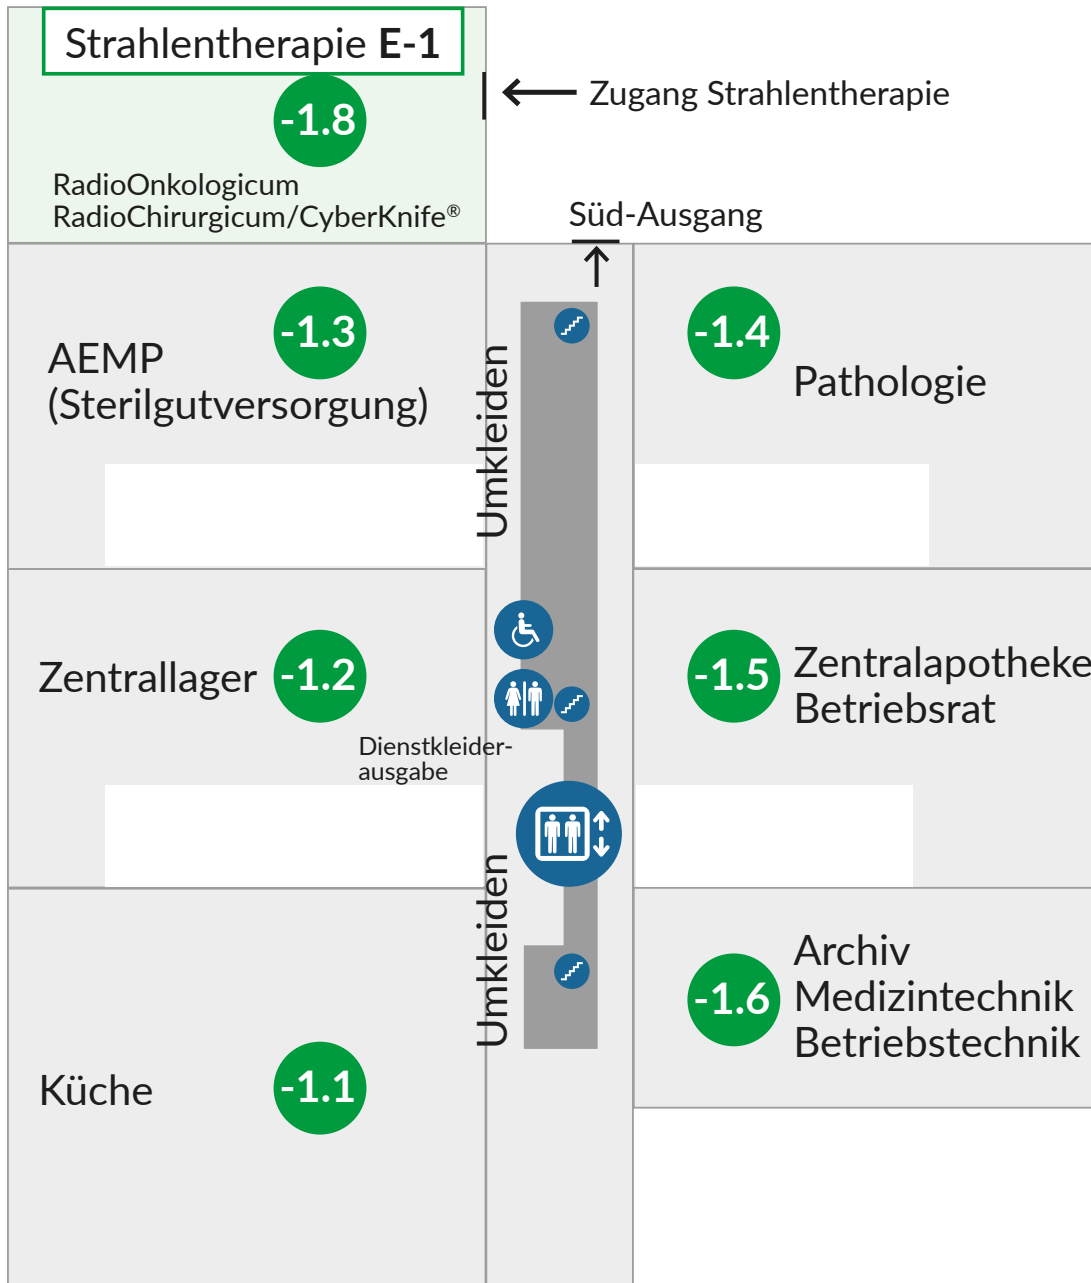 Strahlentherapie E-1
-1.8
Zugang Strahlentherapie
RadioOnkologicum
RadioChirurgicum/CyberKnife®
Süd-Ausgang
-1.3
AEMP
(Sterilgutversorgung)
Umkleiden
-1.4
Pathologie
Zentrallager
-1.2
Dienstkleider-
ausgabe
-1.5
Zentralapotheke
Betriebsrat
Umkleiden
-1.6
Archiv
Medizintechnik
Betriebstechnik
Küche
-1.1